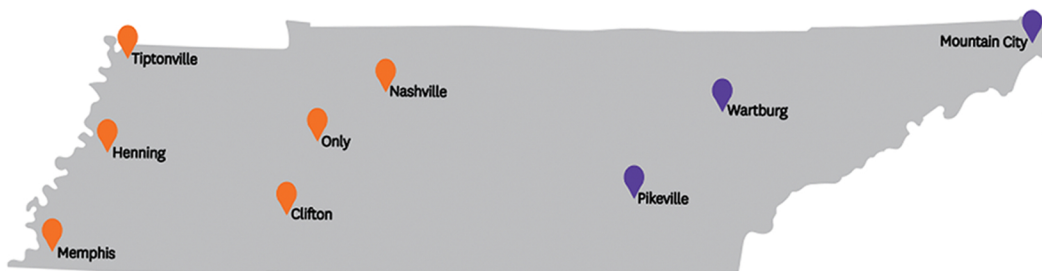 Mountain City
Tiptonville
Nashville
Wartburg
Only
Henning
Pikeville
Clifton
Memphis